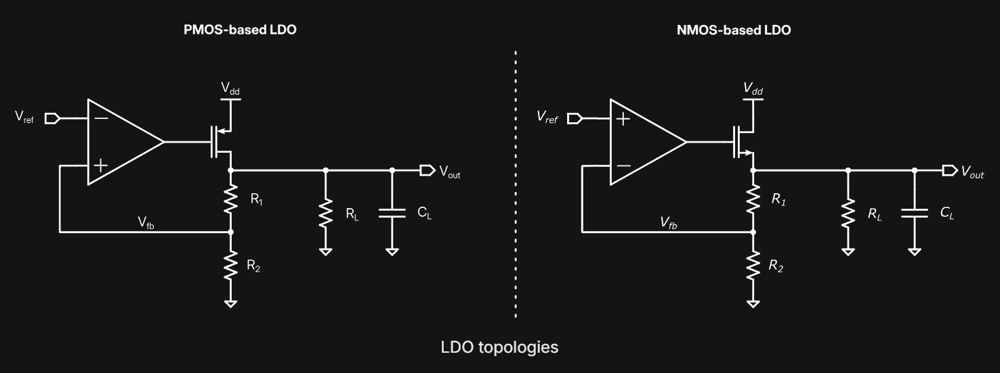 PMOS-based LDO
Vdd
Vref
−
+
Vout
R1
RL
CL
Vfb
R2
NMOS-based LDO
Vdd
Vref
+
−
Vout
R1
RL
CL
Vfb
R2
LDO topologies